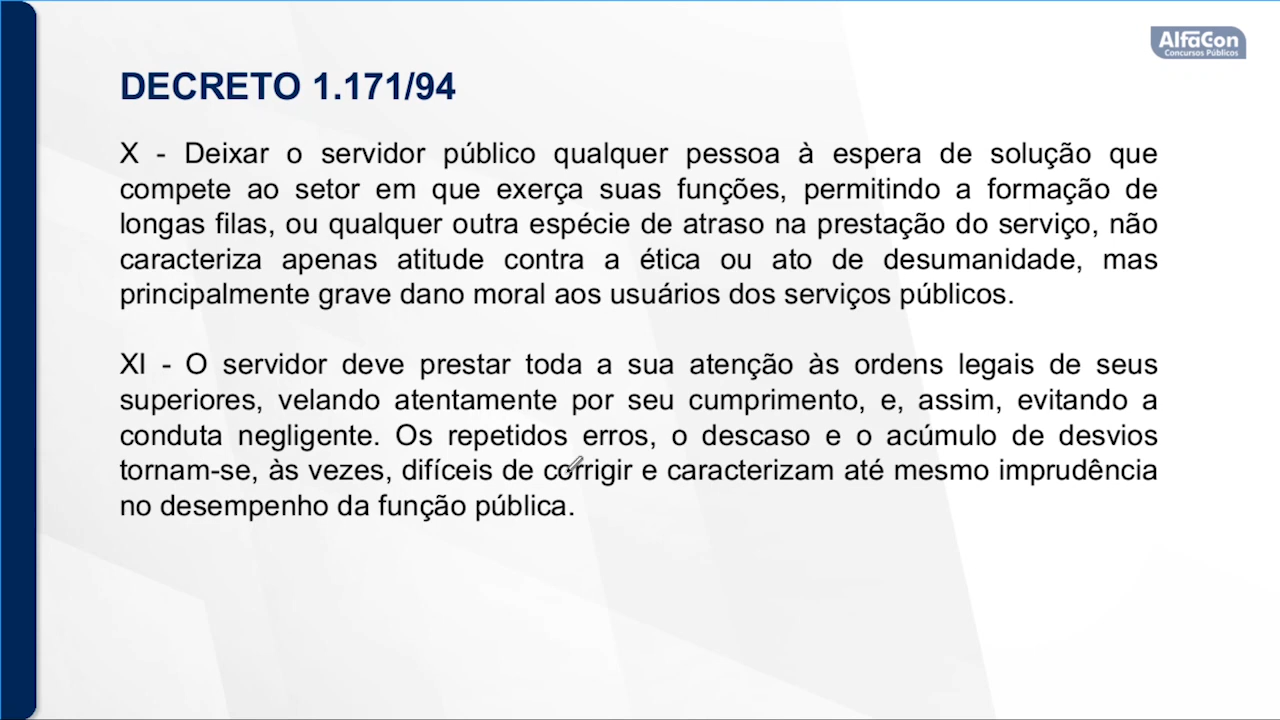 AlfaCon
Concursos Públicos
DECRETO 1.171/94
X - Deixar o servidor público qualquer pessoa à espera de solução que
compete ao setor em que exerça suas funções, permitindo a formação de
longas filas, ou qualquer outra espécie de atraso na prestação do serviço, não
caracteriza apenas atitude contra a ética ou ato de desumanidade, mas
principalmente grave dano moral aos usuários dos serviços públicos.
XI - O servidor deve prestar toda a sua atenção às ordens legais de seus
superiores, velando atentamente por seu cumprimento, e, assim, evitando a
conduta negligente. Os repetidos erros, o descaso e o acúmulo de desvios
tornam-se, às vezes, difíceis de corrigir e caracterizam até mesmo imprudência
no desempenho da função pública.